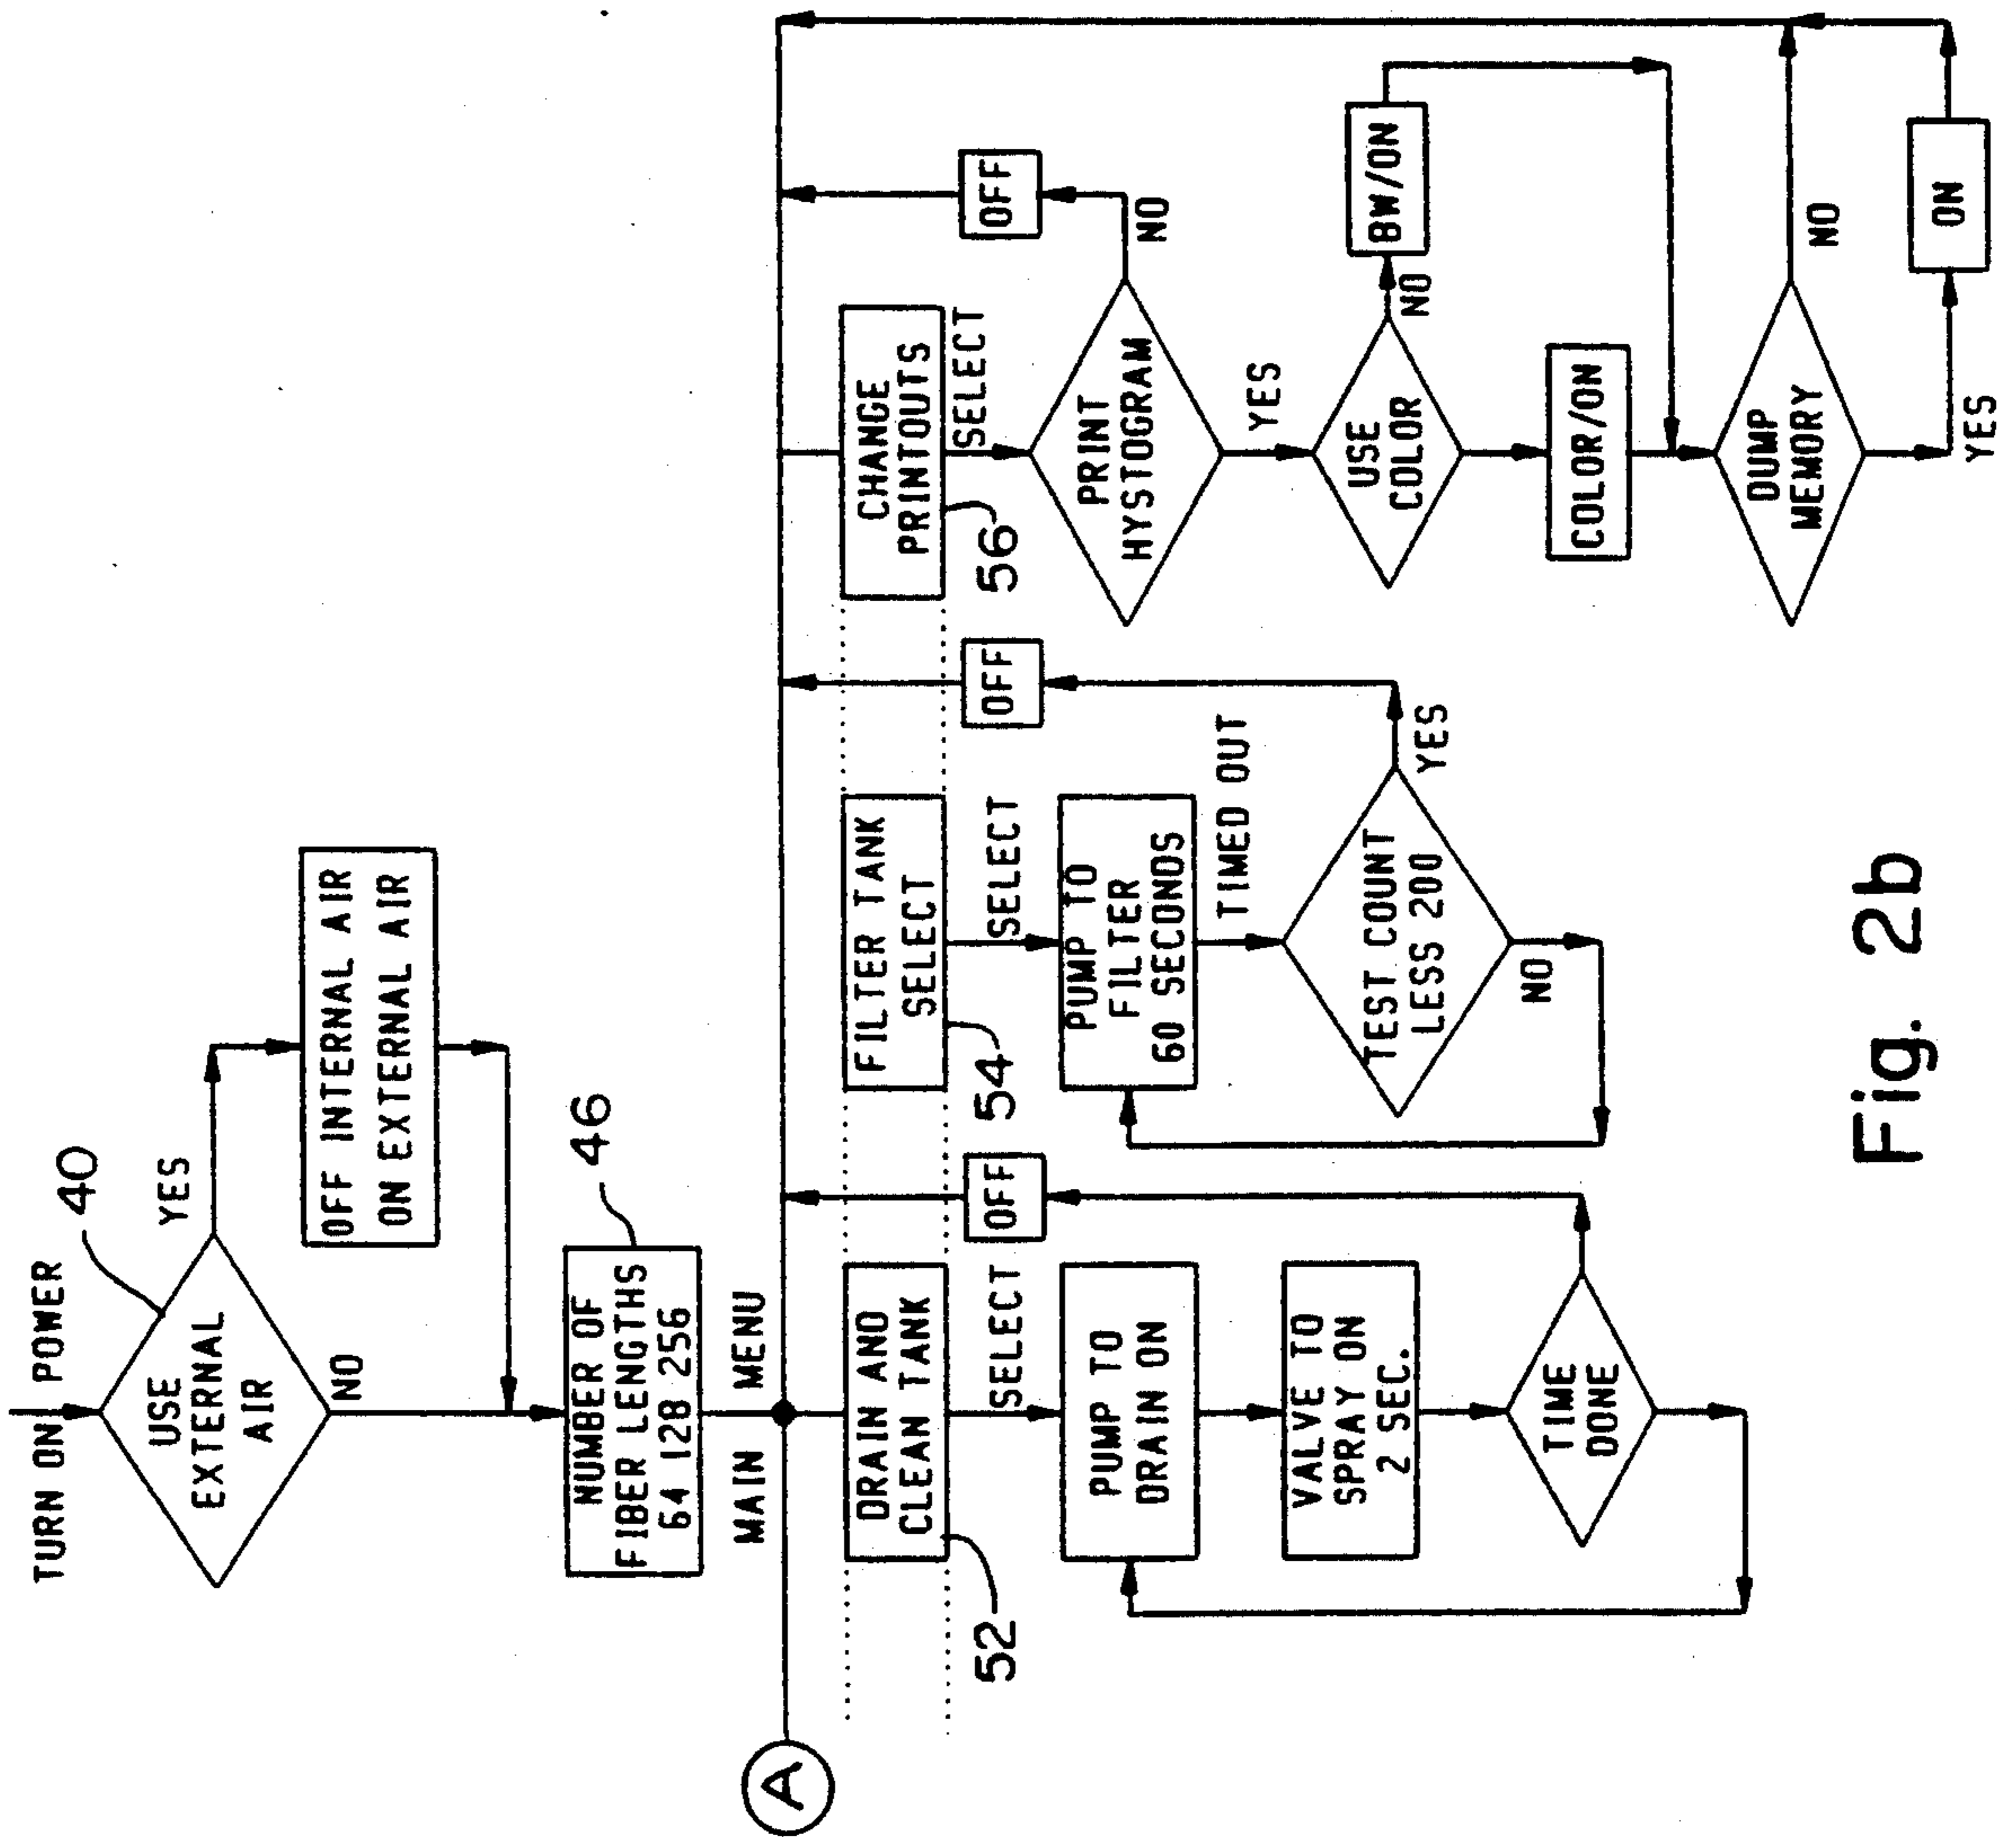 TURN ON POWER
40
USE
EXTERNAL
AIR
YES
NO
OFF INTERNAL AIR
ON EXTERNAL AIR
46
NUMBER OF
FIBER LENGTHS
64 128 256
MAIN MENU
A
DRAIN AND
CLEAN TANK
52
SELECT
PUMP TO
DRAIN ON
VALVE TO
SPRAY ON
2 SEC.
TIME
DONE
OFF
FILTER TANK
SELECT
54
SELECT
PUMP TO
FILTER
60 SECONDS
TIMED OUT
TEST COUNT
LESS 200
YES
NO
OFF
CHANGE
PRINTOUTS
56
SELECT
PRINT
HYSTOGRAM
NO
OFF
YES
USE
COLOR
NO
BW/ON
COLOR/ON
DUMP
MEMORY
NO
YES
ON
Fig. 2b